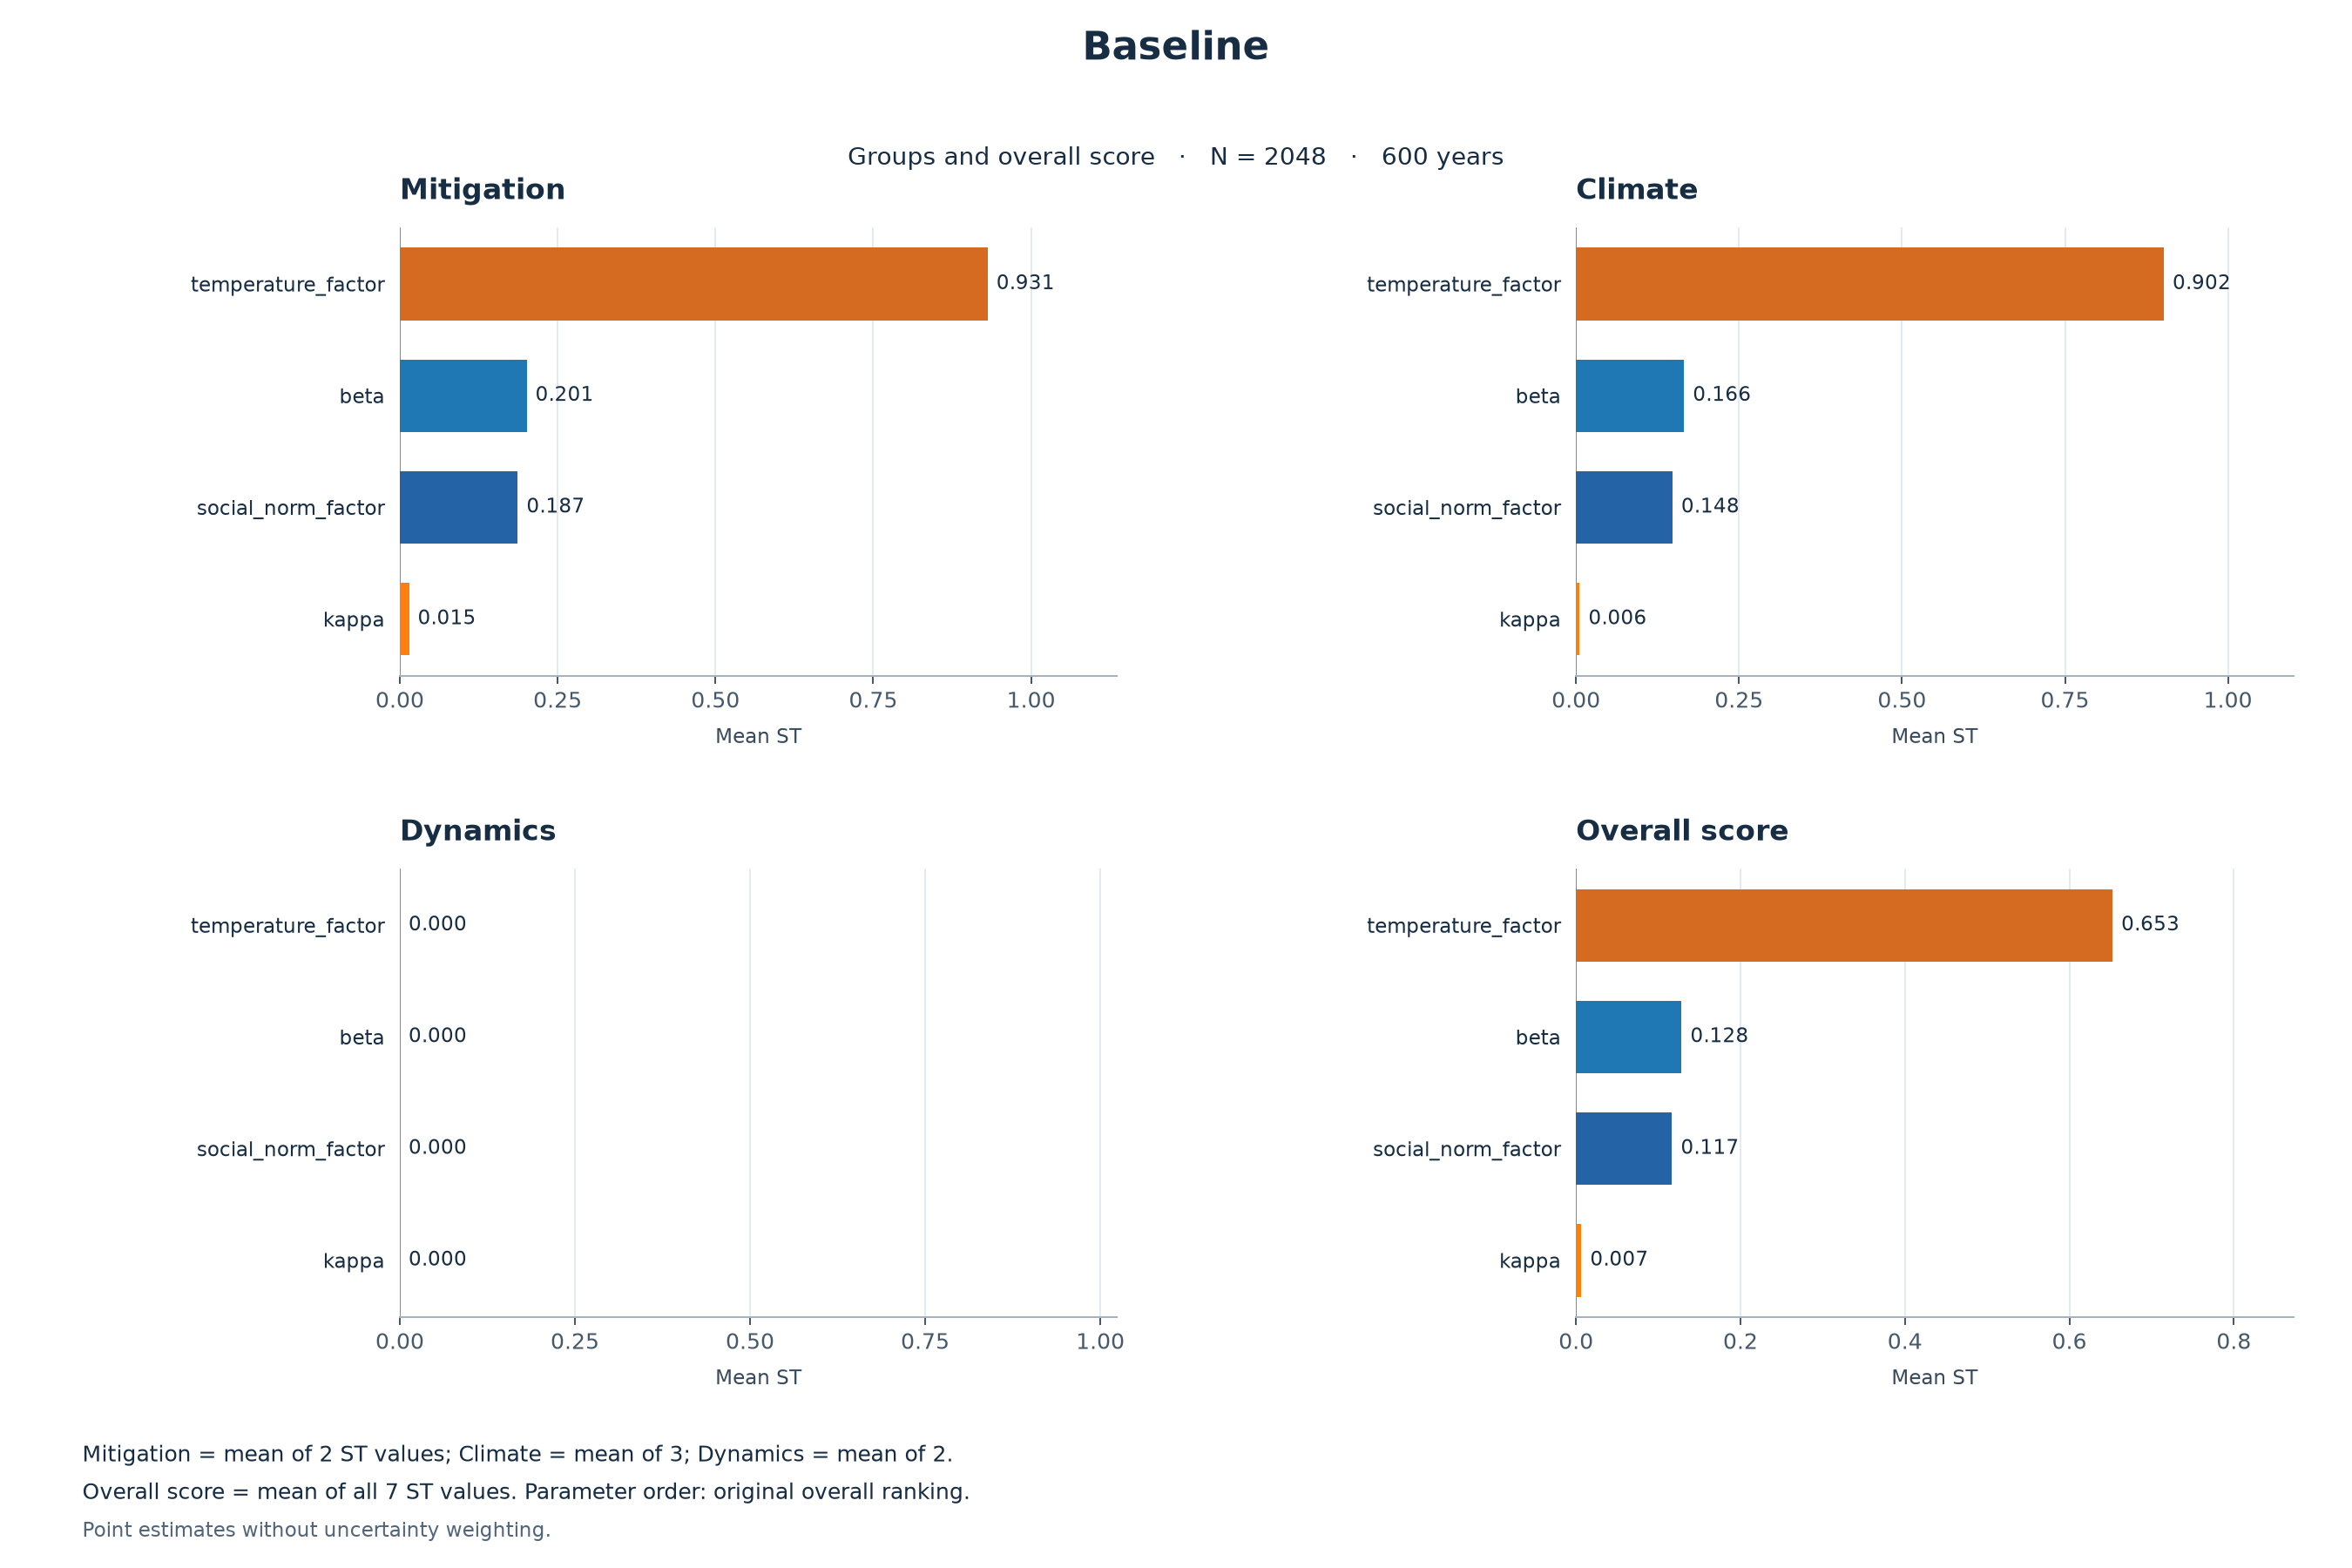 Baseline
Groups and overall score · N = 2048 · 600 years
Mitigation
temperature_factor 0.931
beta 0.201
social_norm_factor 0.187
kappa 0.015
0.00 0.25 0.50 0.75 1.00
Mean ST
Climate
temperature_factor 0.902
beta 0.166
social_norm_factor 0.148
kappa 0.006
0.00 0.25 0.50 0.75 1.00
Mean ST
Dynamics
temperature_factor 0.000
beta 0.000
social_norm_factor 0.000
kappa 0.000
0.00 0.25 0.50 0.75 1.00
Mean ST
Overall score
temperature_factor 0.653
beta 0.128
social_norm_factor 0.117
kappa 0.007
0.0 0.2 0.4 0.6 0.8
Mean ST
Mitigation = mean of 2 ST values; Climate = mean of 3; Dynamics = mean of 2.
Overall score = mean of all 7 ST values. Parameter order: original overall ranking.
Point estimates without uncertainty weighting.